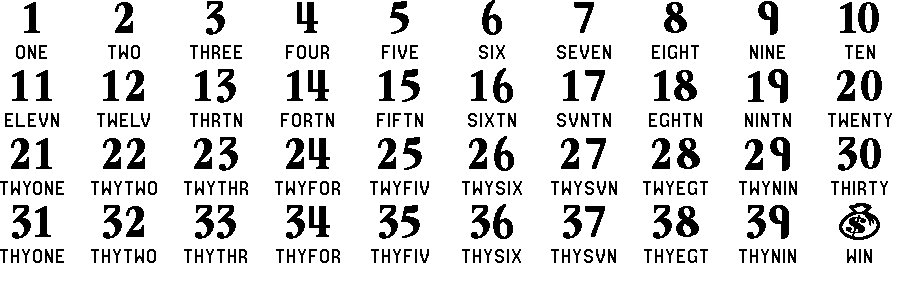 1 2 3 4 5 6 7 8 9 10
ONE TWO THREE FOUR FIVE SIX SEVEN EIGHT NINE TEN
11 12 13 14 15 16 17 18 19 20
ELEVN TWELV THRTN FORTN FIFTN SIXTN SVNTN EGHTN NINTN TWENTY
21 22 23 24 25 26 27 28 29 30
TWYONE TWYTWO TWYTHR TWYFOR TWYFIV TWYSIX TWYSVN TWYEGT TWYNIN THIRTY
31 32 33 34 35 36 37 38 39 $
THYONE THYTWO THYTHR THYFOR THYFIV THYSIX THYSVN THYEGT THYNIN WIN